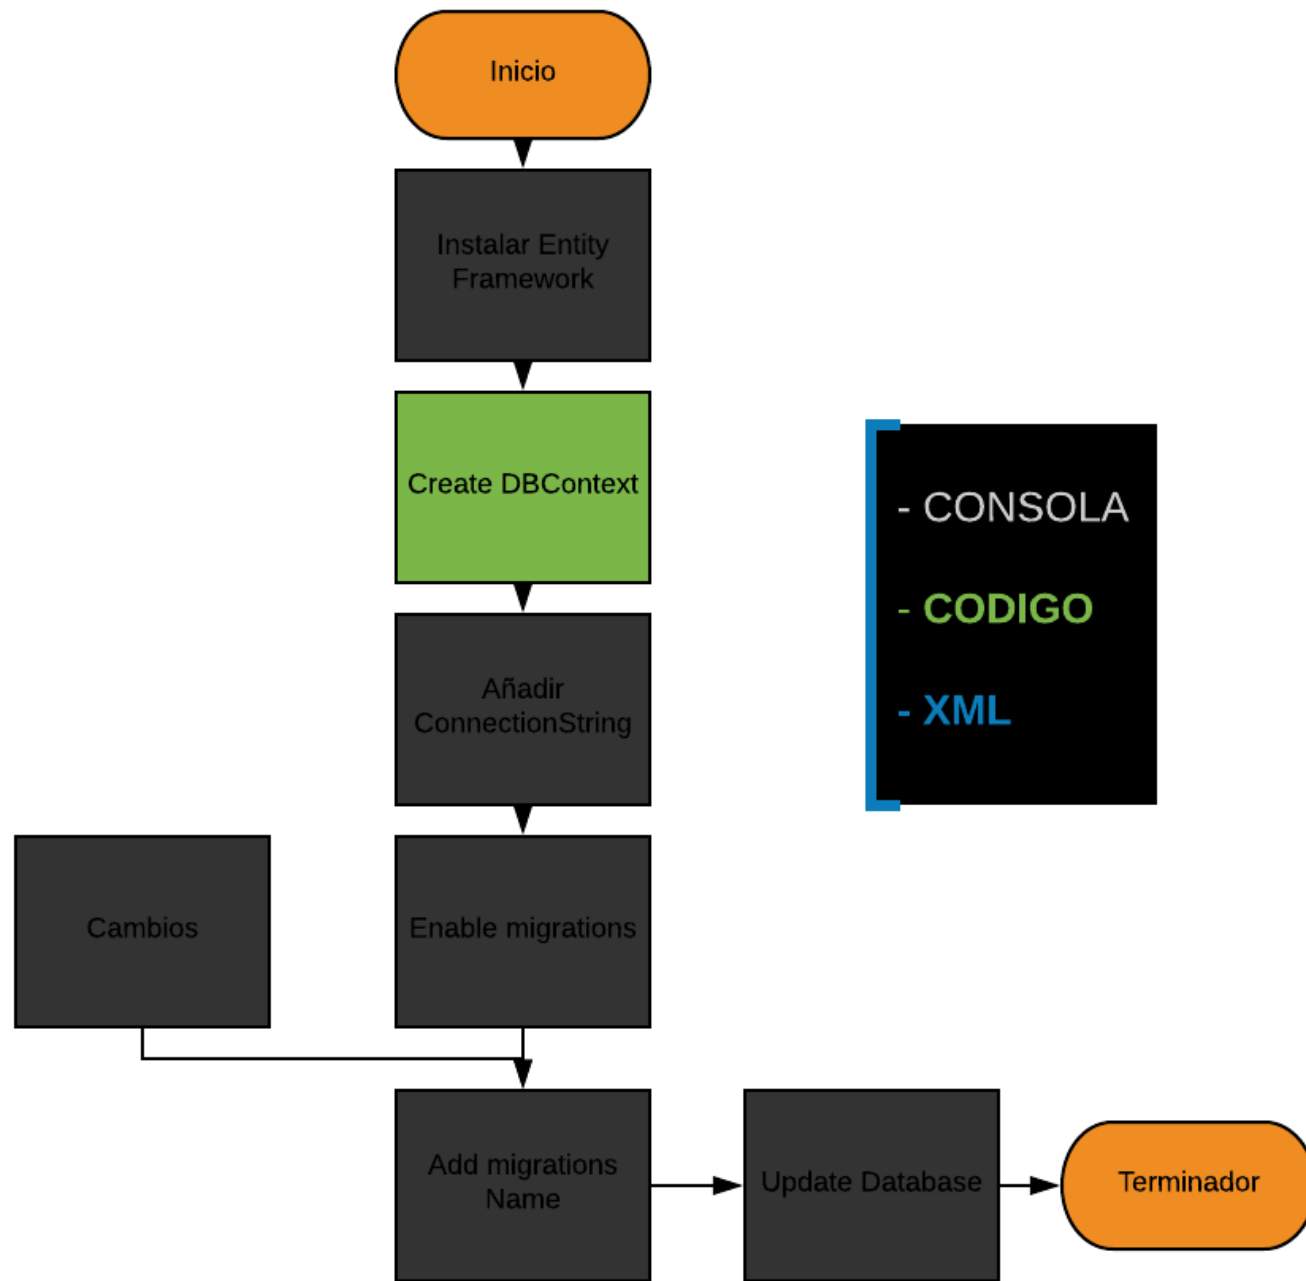 Inicio
Instalar Entity
Framework
Create DBContext
- CONSOLA
- CODIGO
- XML
Añadir
ConnectionString
Cambios
Enable migrations
Add migrations
Name
Update Database
Terminador